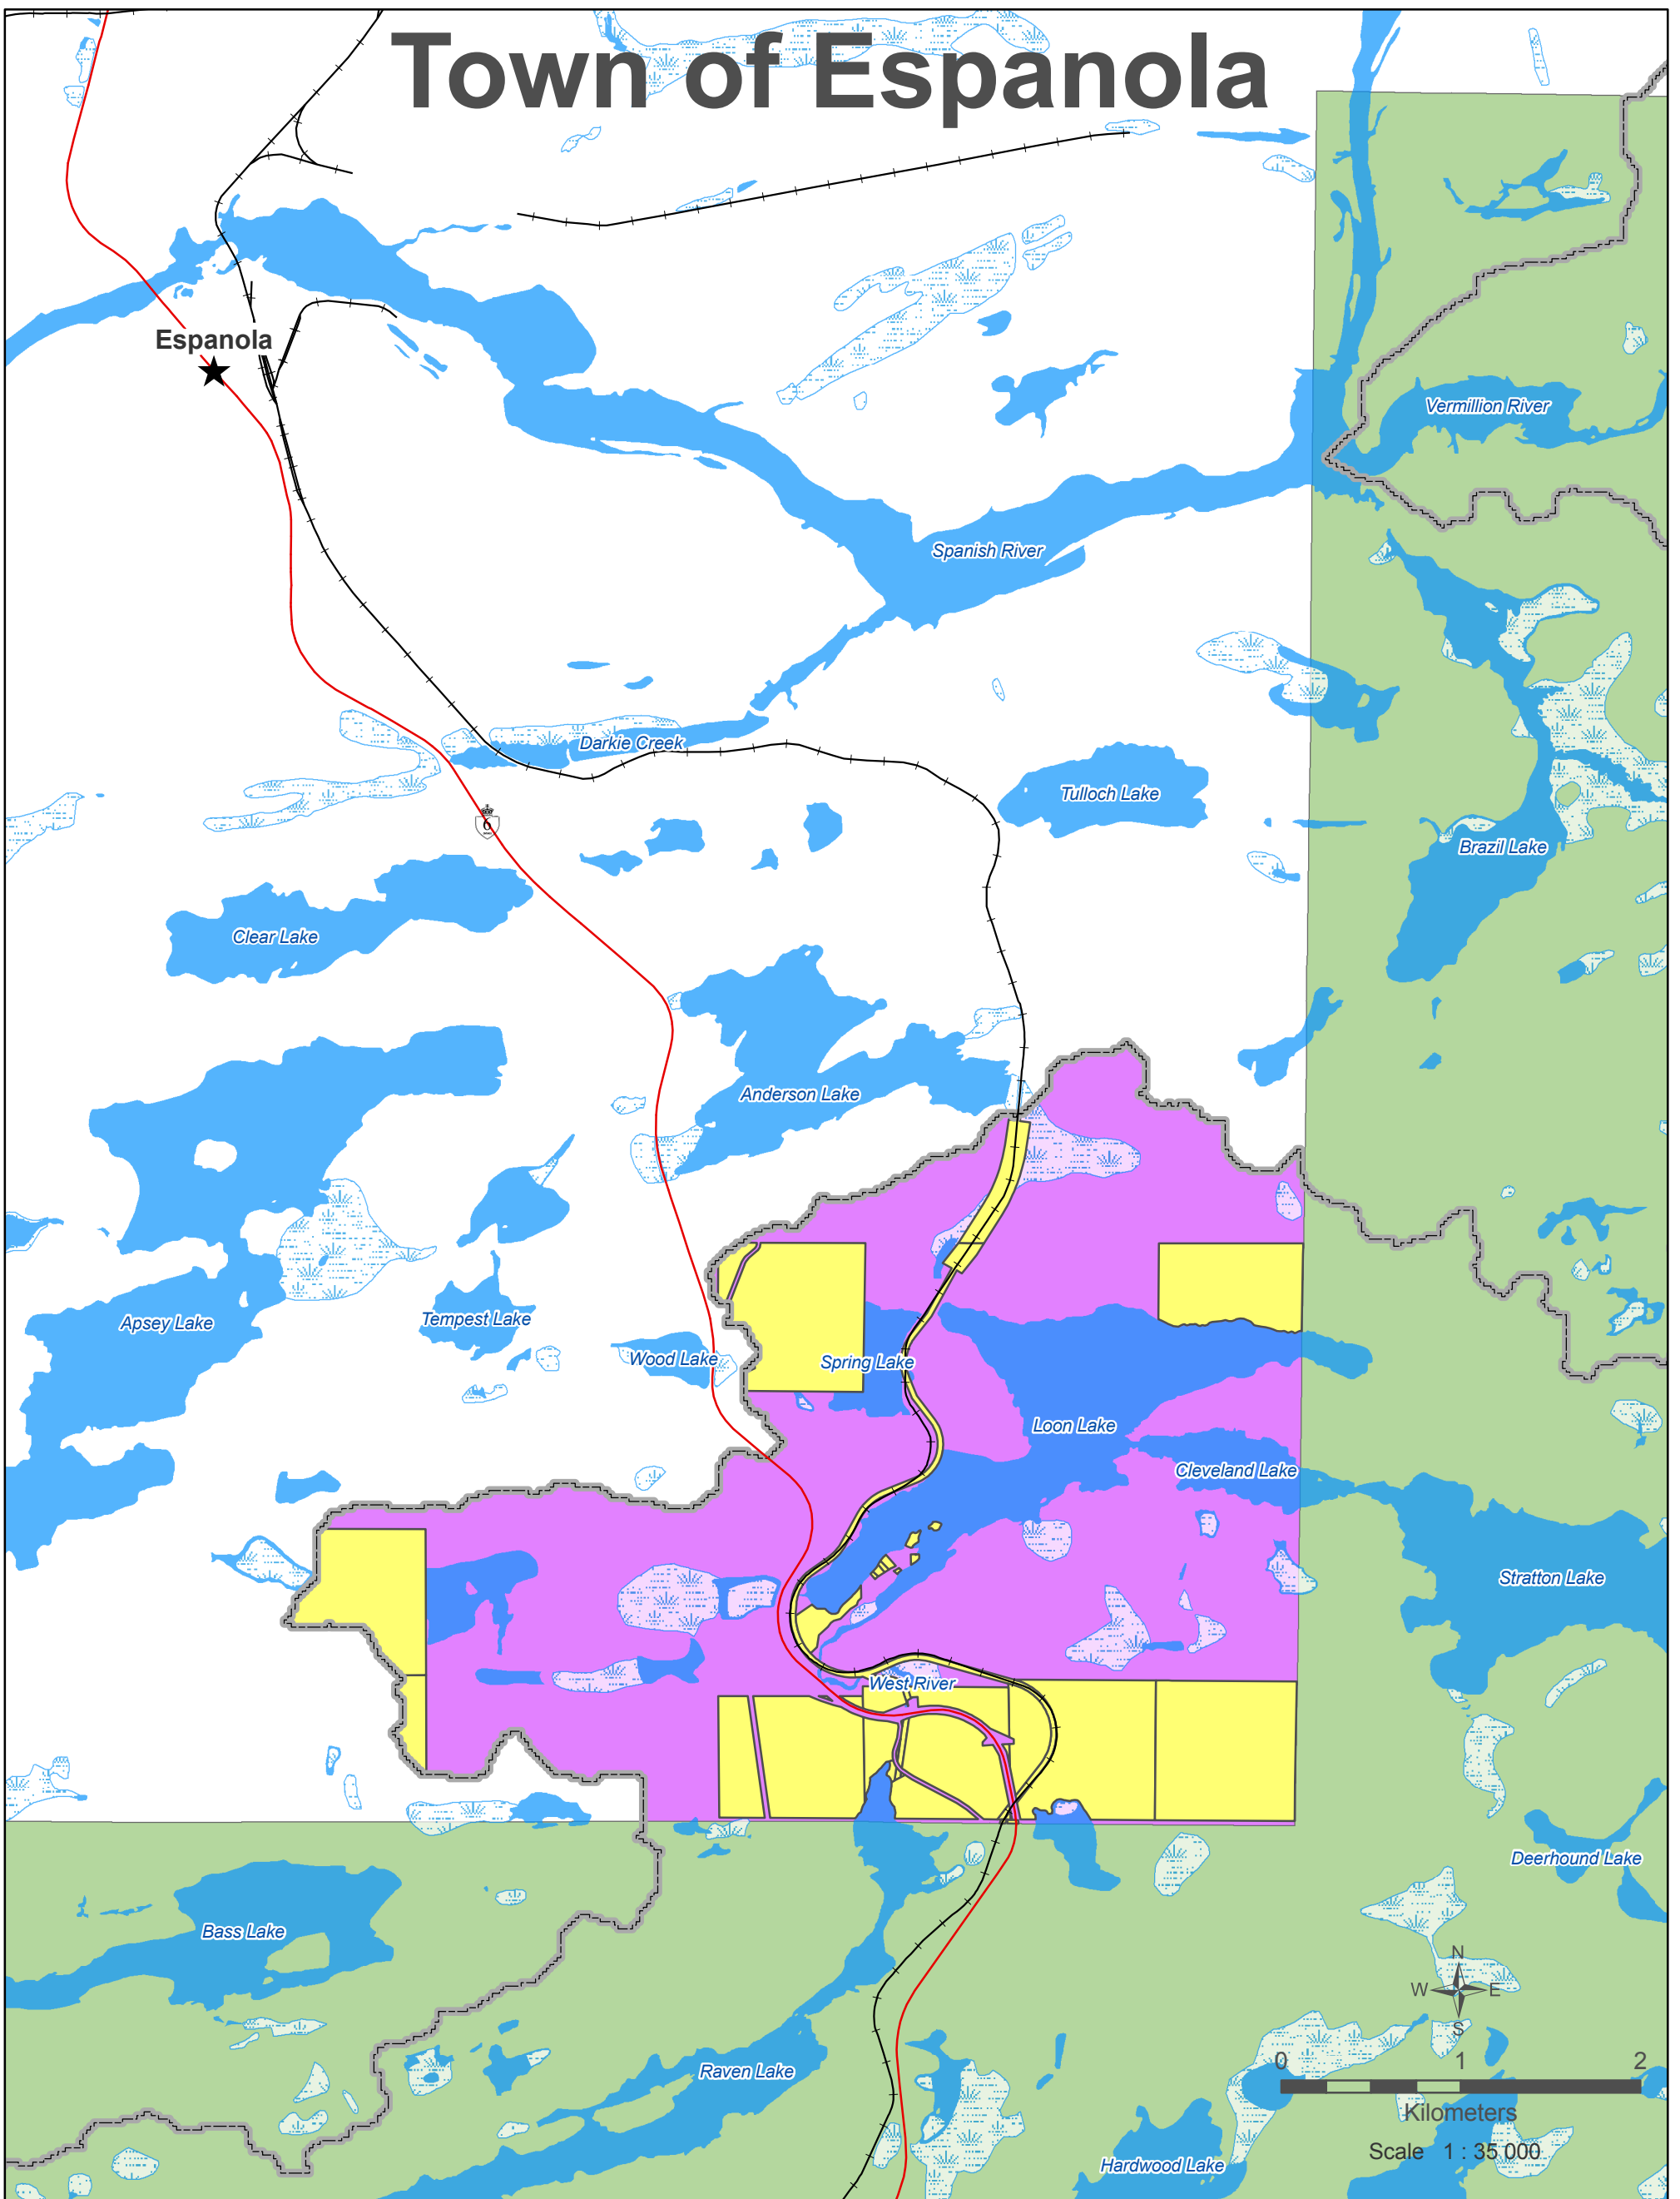 Town of Espanola
Espanola
Vermillion River
Spanish River
Darkie Creek
Tulloch Lake
6
Brazil Lake
Clear Lake
Anderson Lake
Apsey Lake
Tempest Lake
Wood Lake
Spring Lake
Loon Lake
Cleveland Lake
Stratton Lake
West River
Deerhound Lake
Bass Lake
N
W E
S
Raven Lake
0 1 2
Kilometers
Scale 1 : 35 000
Hardwood Lake